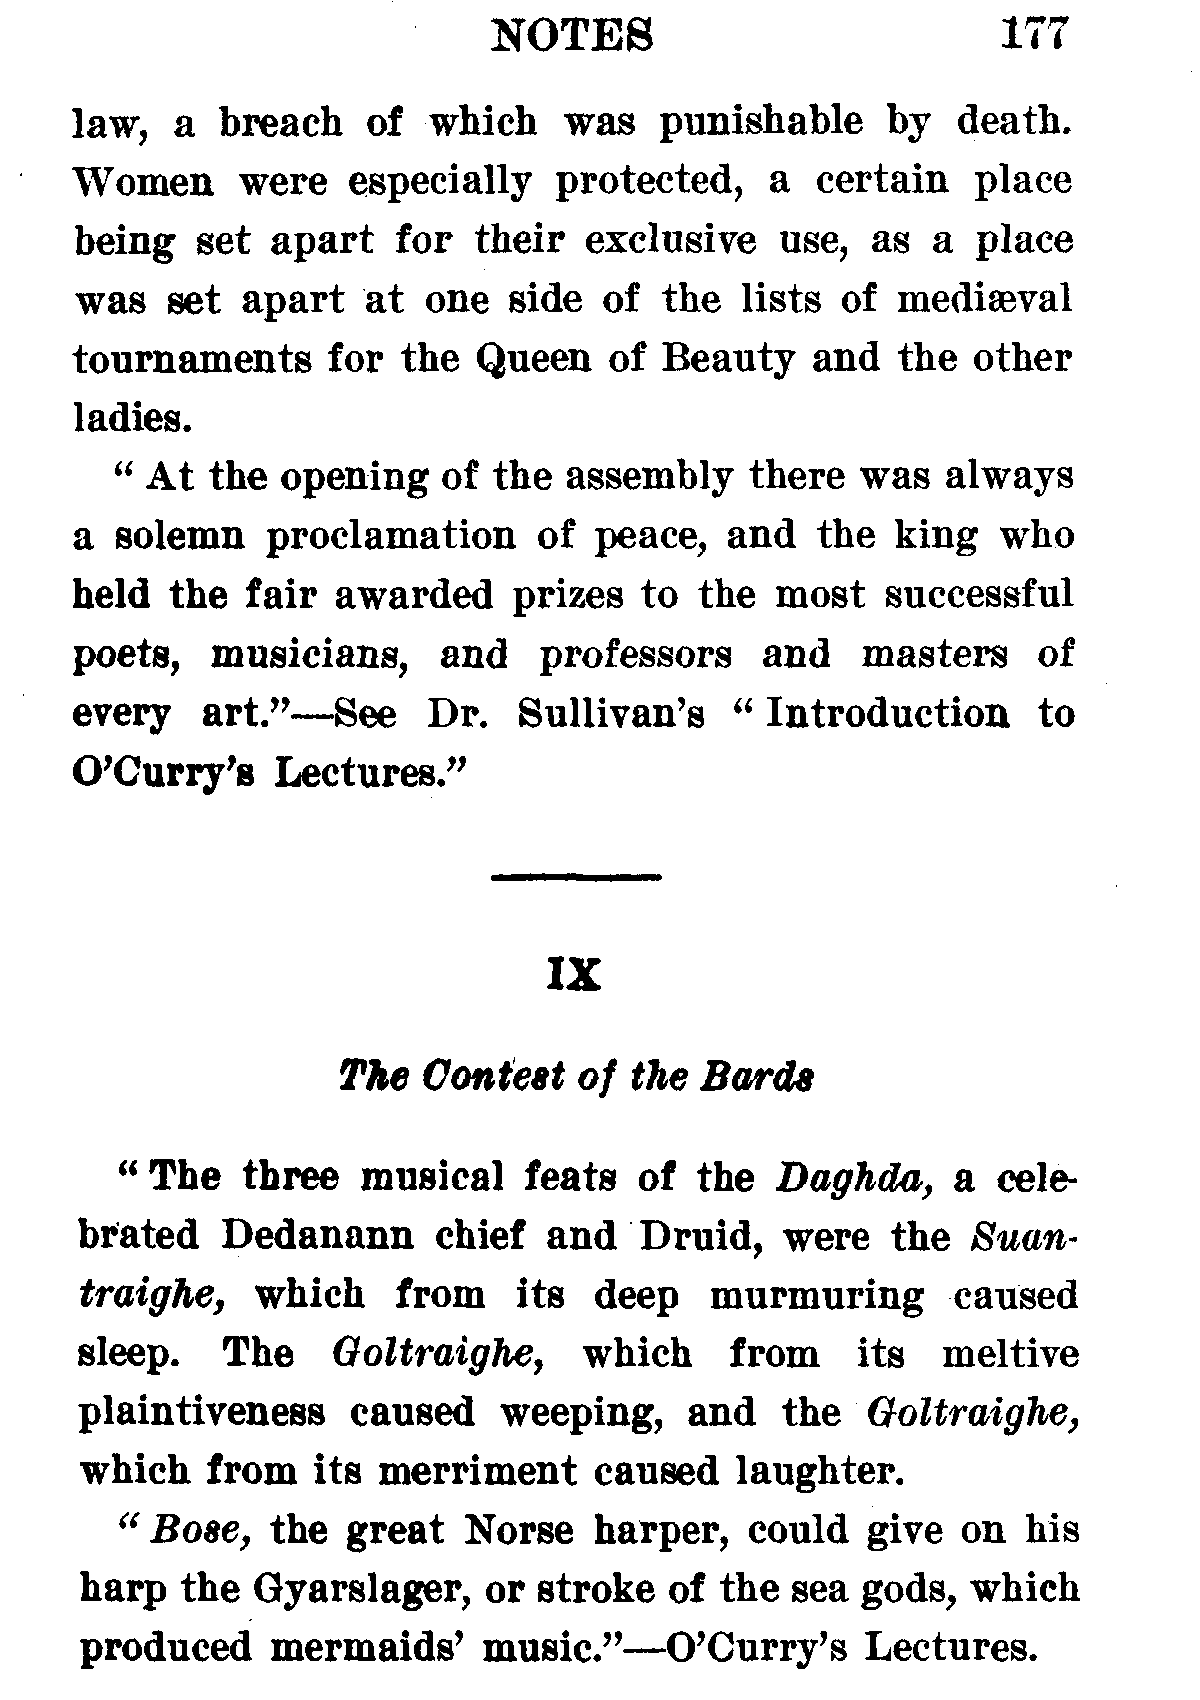 NOTES 177
law, a breach of which was punishable by death.
Women were especially protected, a certain place
being set apart for their exclusive use, as a place
was set apart at one side of the lists of mediæval
tournaments for the Queen of Beauty and the other
ladies.
“ At the opening of the assembly there was always
a solemn proclamation of peace, and the king who
held the fair awarded prizes to the most successful
poets, musicians, and professors and masters of
every art.”—See Dr. Sullivan’s “ Introduction to
O’Curry’s Lectures.”
IX
The Contest of the Bards
“ The three musical feats of the Daghda, a cele-
brated Dedanann chief and Druid, were the Suan-
traighe, which from its deep murmuring caused
sleep. The Goltraighe, which from its meltive
plaintiveness caused weeping, and the Goltraighe,
which from its merriment caused laughter.
“ Bose, the great Norse harper, could give on his
harp the Gyarslager, or stroke of the sea gods, which
produced mermaids’ music.”—O’Curry’s Lectures.